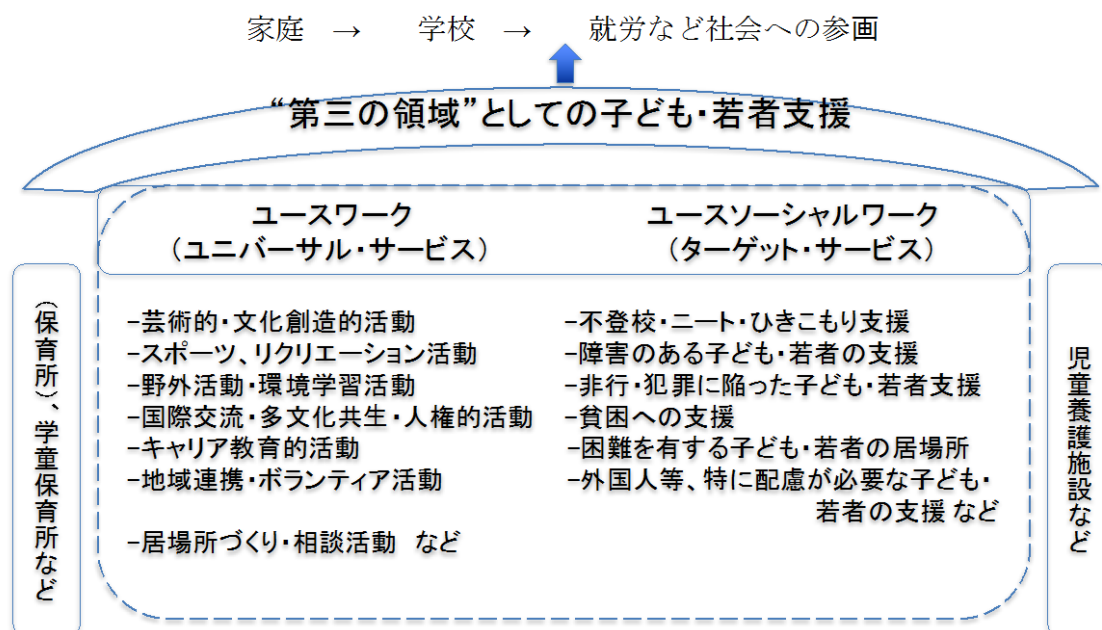 家庭 → 学校 → 就労など社会への参画
“第三の領域”としての子ども・若者支援
ユースワーク
（ユニバーサル・サービス）
ユースソーシャルワーク
（ターゲット・サービス）
（保育所）、学童保育所など
-芸術的・文化創造的活動
-スポーツ、リクリエーション活動
-野外活動・環境学習活動
-国際交流・多文化共生・人権的活動
-キャリア教育的活動
-地域連携・ボランティア活動
-居場所づくり・相談活動 など
-不登校・ニート・ひきこもり支援
-障害のある子ども・若者の支援
-非行・犯罪に陥った子ども・若者支援
-貧困への支援
-困難を有する子ども・若者の居場所
-外国人等、特に配慮が必要な子ども・
若者の支援 など
児童養護施設など